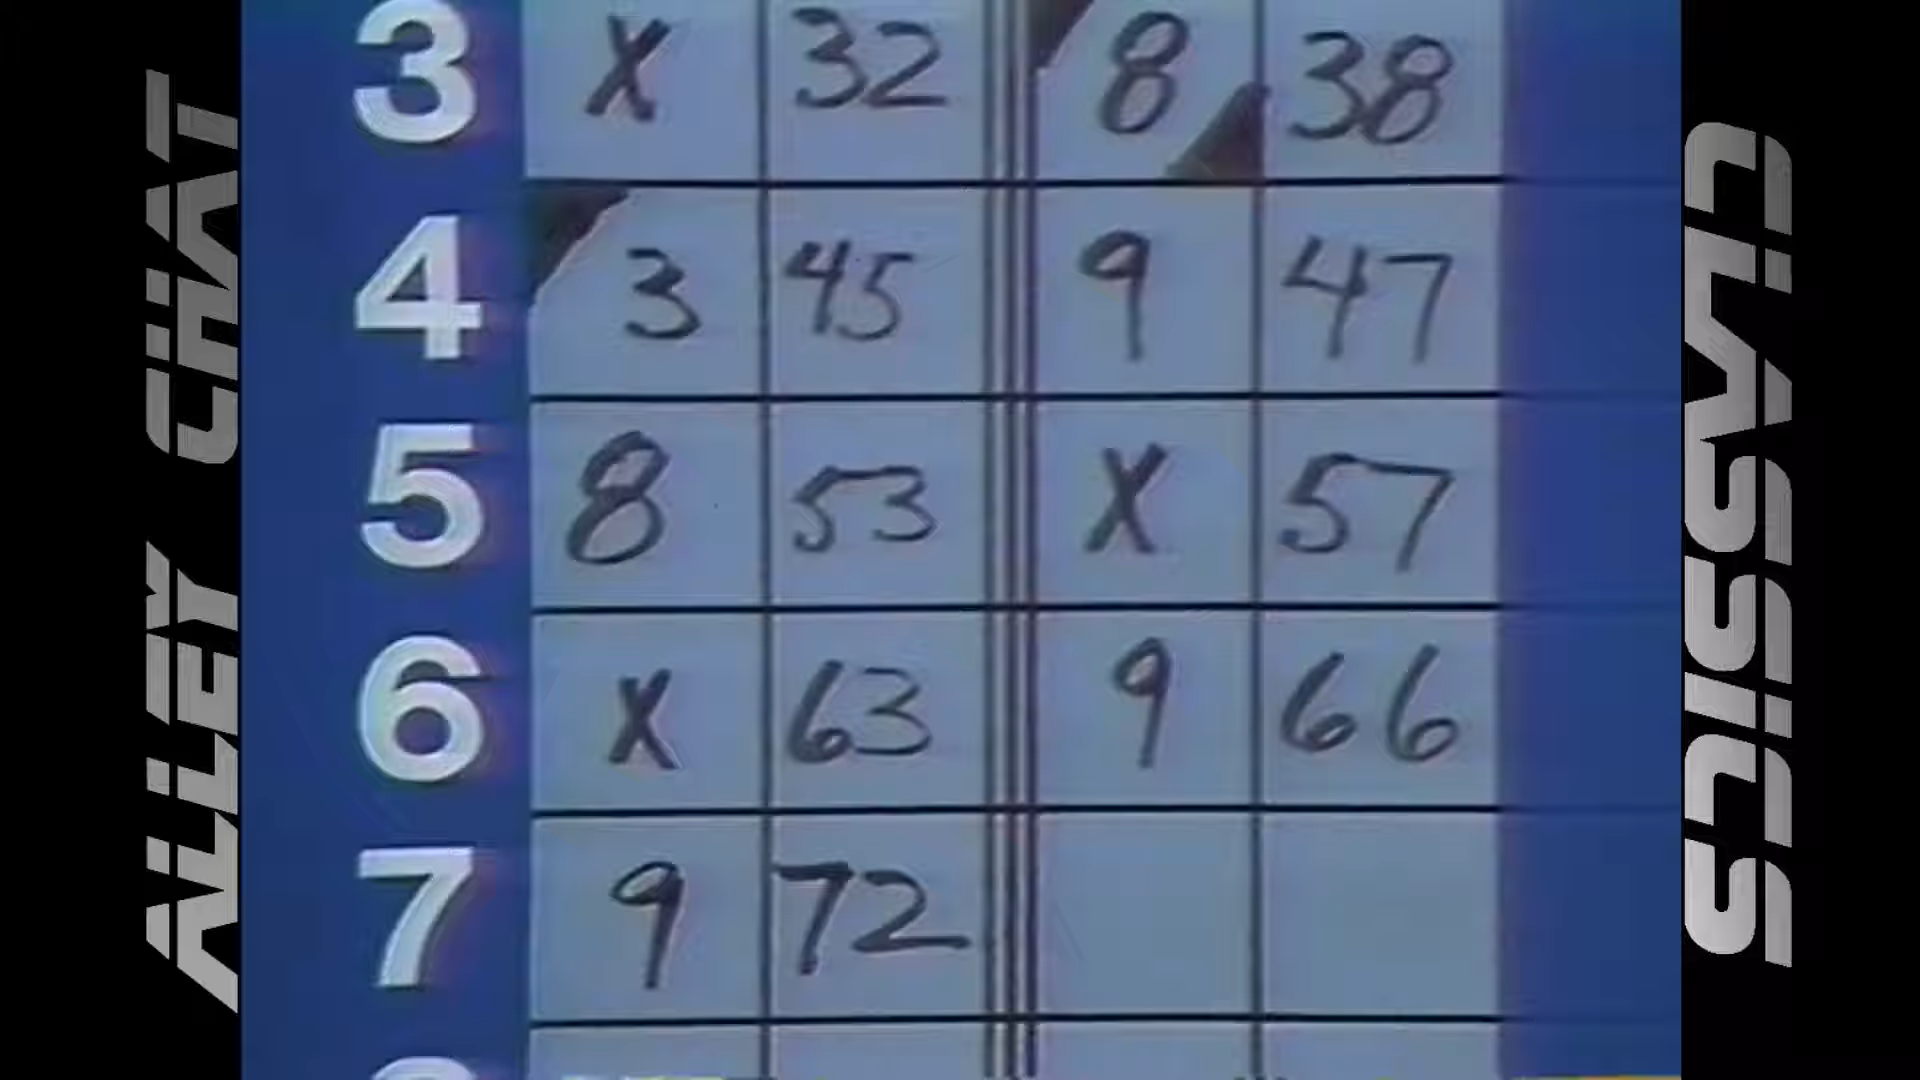 ALLEY CHAT
3 X 32 8 38
4 3 45 9 47
5 8 53 X 57
6 X 63 9 66
7 9 72
CLASSICS